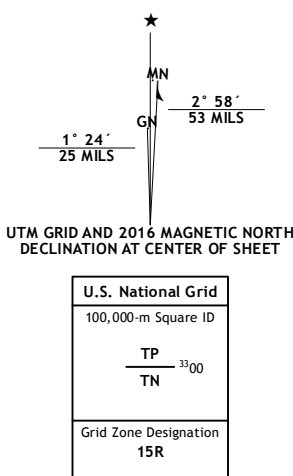 ★
MN
GN
2° 58´
53 MILS
1° 24´
25 MILS
UTM GRID AND 2016 MAGNETIC NORTH
DECLINATION AT CENTER OF SHEET
U.S. National Grid
100,000-m Square ID
TP
³³00
TN
Grid Zone Designation
15R